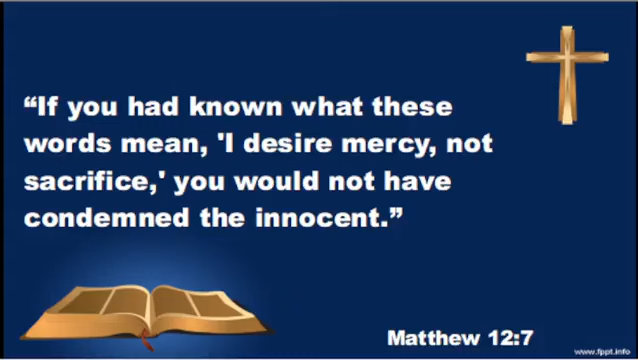 “If you had known what these
words mean, 'I desire mercy, not
sacrifice,' you would not have
condemned the innocent.”
Matthew 12:7
www.fppt.info